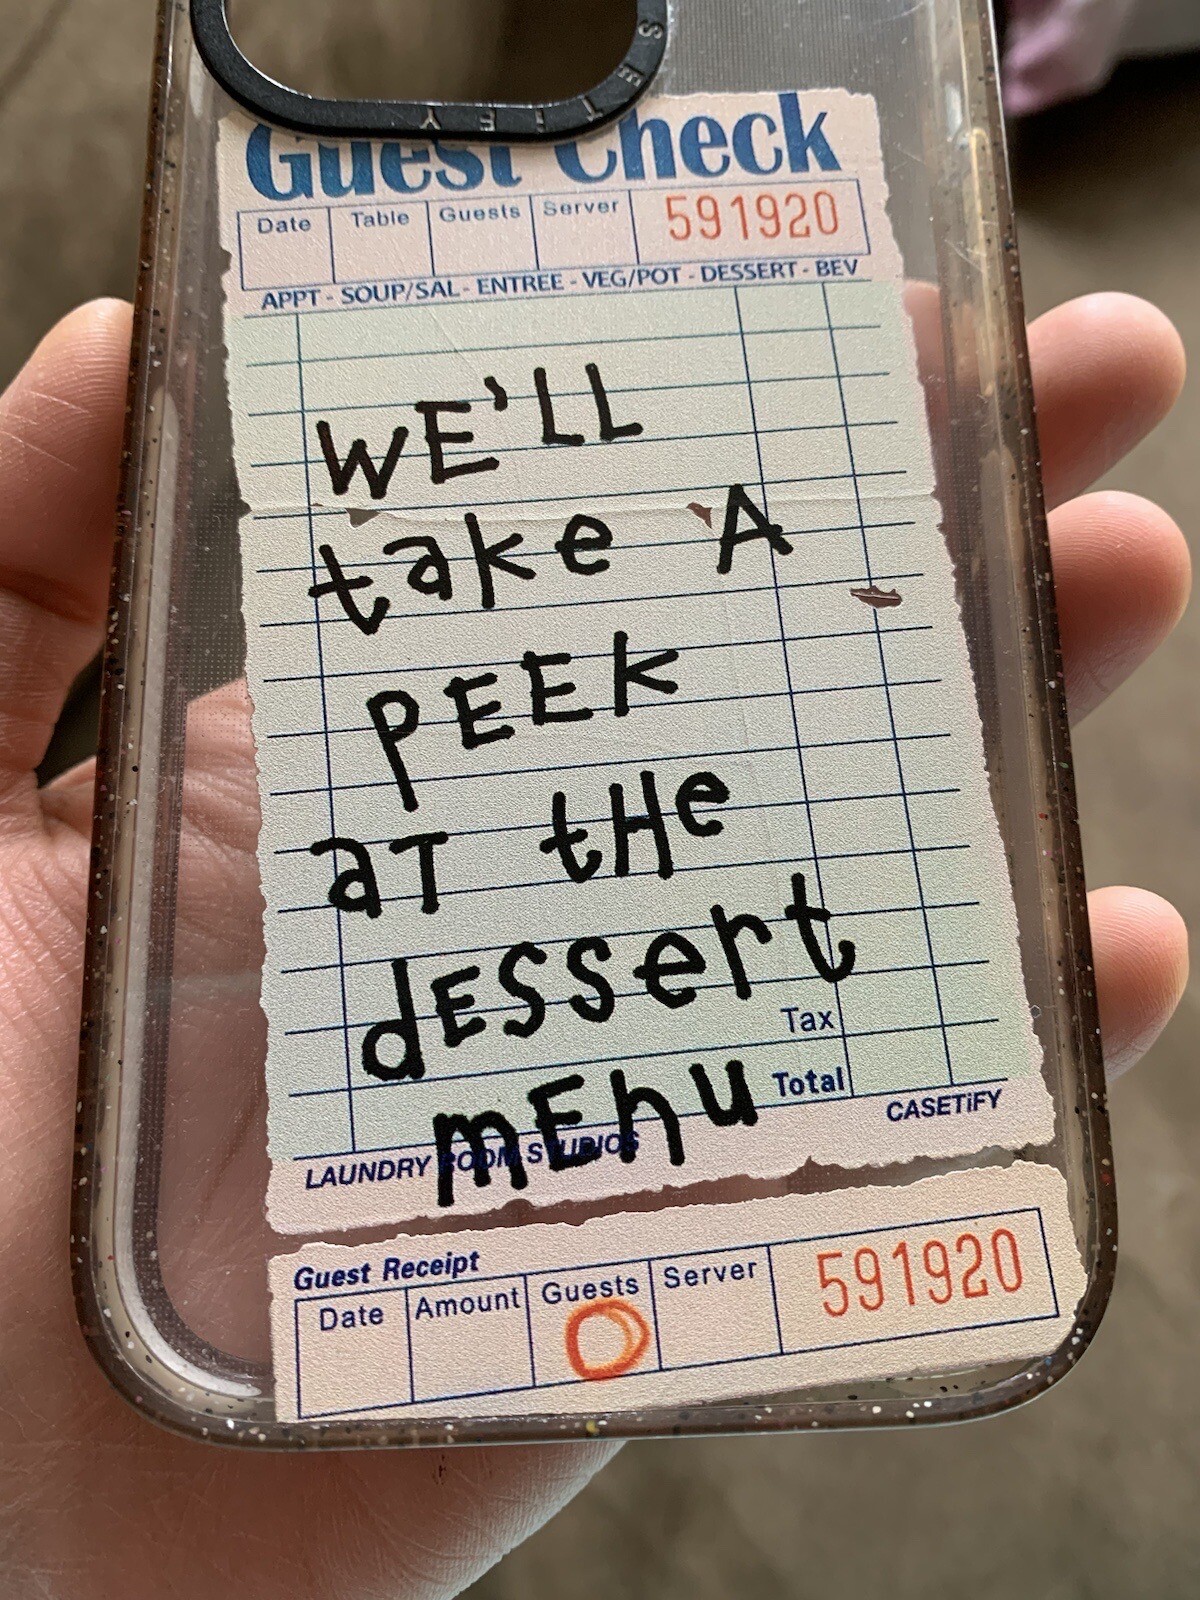 CASETiFY
Guest Check
Date Table Guests Server 591920
APPT - SOUP/SAL - ENTREE - VEG/POT - DESSERT - BEV
WE'LL
take A
PEEK
aT tHe
dESSert
mEhu
Tax
Total
LAUNDRY ROOM STUDIOS CASETiFY
Guest Receipt
Date Amount Guests Server 591920
O